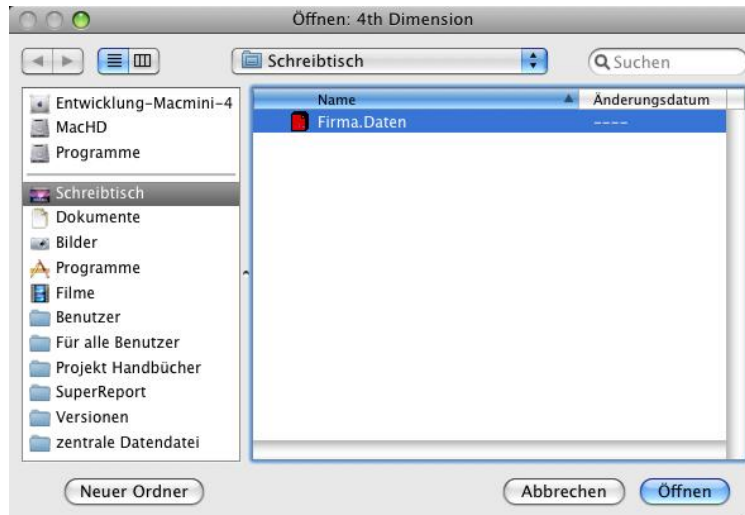 Öffnen: 4th Dimension
Schreibtisch
Suchen
Entwicklung-Macmini-4
MacHD
Programme
Schreibtisch
Dokumente
Bilder
Programme
Filme
Benutzer
Für alle Benutzer
Projekt Handbücher
SuperReport
Versionen
zentrale Datendatei
Name Änderungsdatum
Firma.Daten ----
Neuer Ordner Abbrechen Öffnen